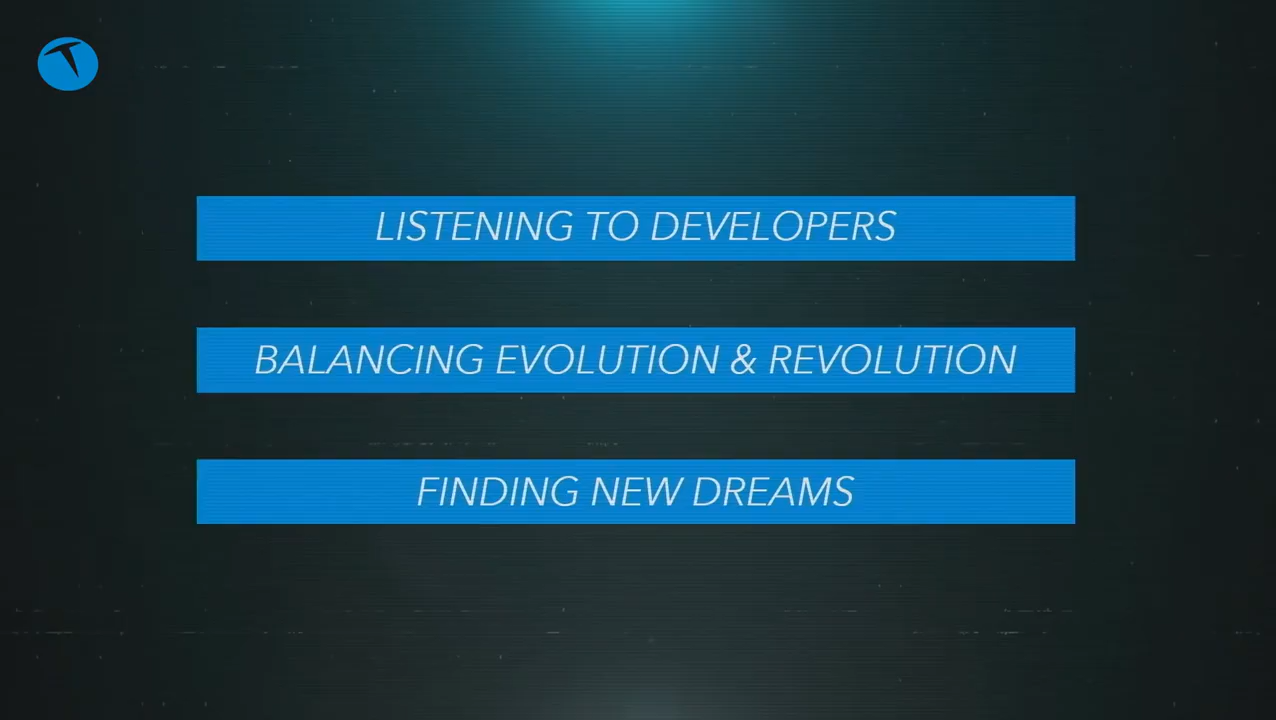 LISTENING TO DEVELOPERS
BALANCING EVOLUTION & REVOLUTION
FINDING NEW DREAMS